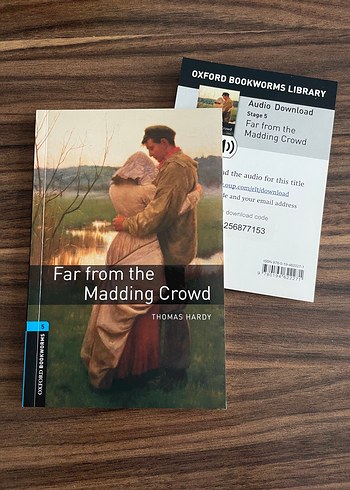 Far from the
Madding Crowd
THOMAS HARDY
5
OXFORD BOOKWORMS
OXFORD BOOKWORMS LIBRARY
Audio Download
Stage 5
Far from the
Madding Crowd
the audio for this title
oup.com/elt/download
and your email address
download code
256877153